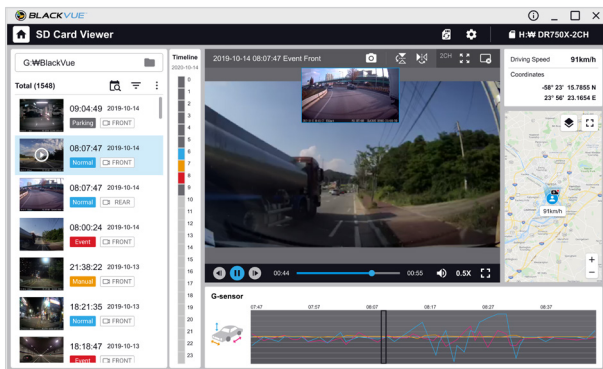 BLACKVUE
SD Card Viewer
H:₩ DR750X-2CH
G:₩BlackVue
Total (1548)
09:04:49 2019-10-14
Parking FRONT
08:07:47 2019-10-14
Normal FRONT
08:07:47 2019-10-14
Normal REAR
08:00:24 2019-10-14
Event FRONT
21:38:22 2019-10-13
Manual FRONT
18:21:35 2019-10-13
Normal FRONT
18:18:47 2019-10-13
Event FRONT
Timeline
2020-10-14
0
1
2
3
4
5
6
7
8
9
10
11
12
13
14
15
16
17
18
19
20
21
22
23
2019-10-14 08:07:47 Event Front
2CH
00:44
00:55
0.5X
Driving Speed 91km/h
Coordinates
-58° 23' 15.7855 N
23° 56' 23.1654 E
91km/h
G-sensor
07:47 07:57 08:07 08:17 08:27 08:37